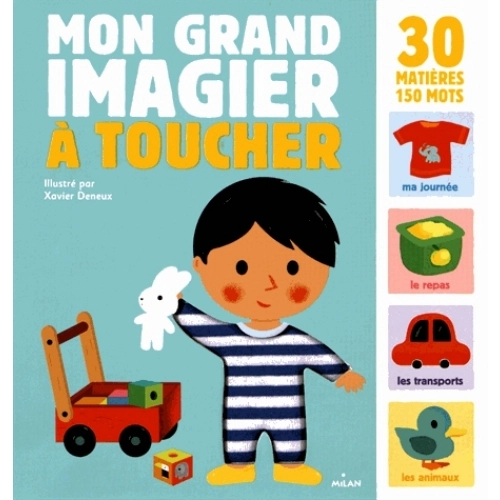 MON GRAND
IMAGIER
À TOUCHER
Illustré par
Xavier Deneux
30
MATIÈRES
150 MOTS
ma journée
le repas
les transports
les animaux
MILAN